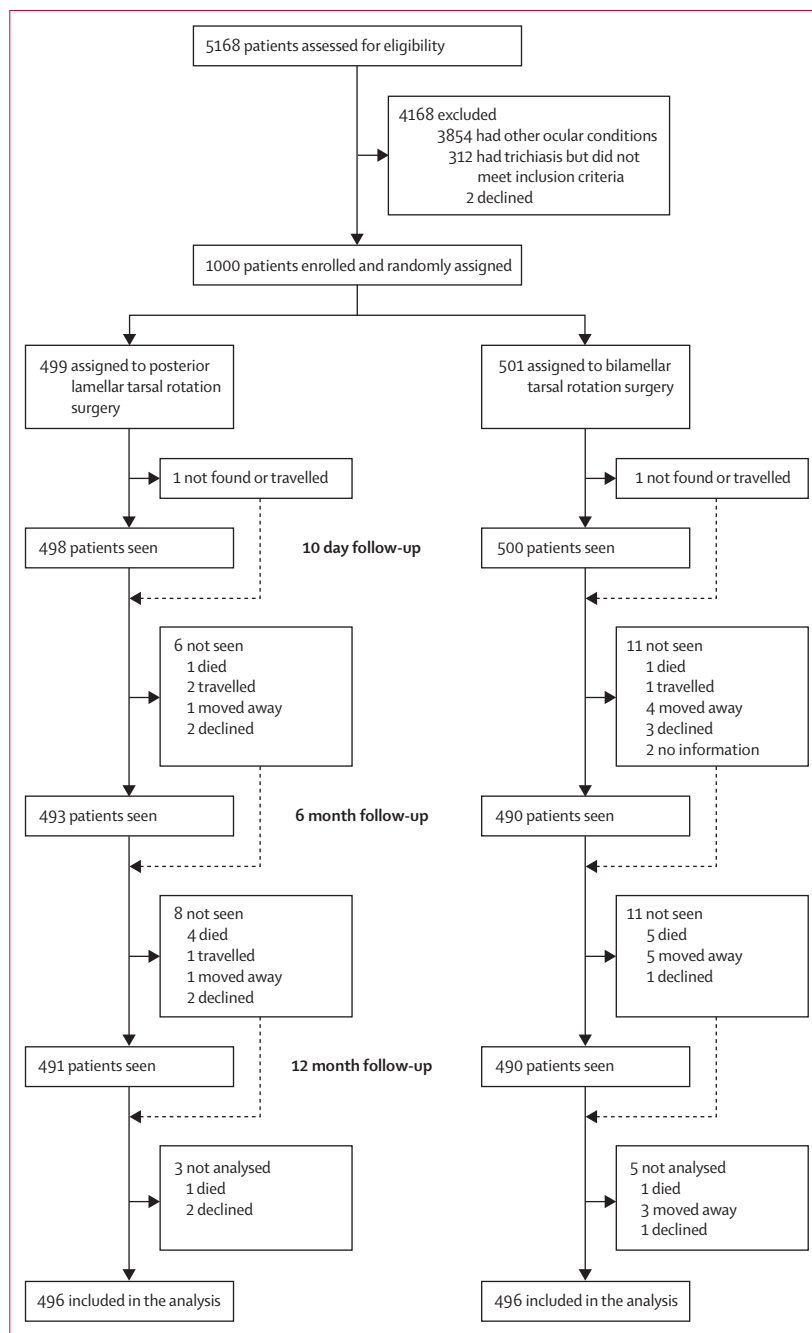 5168 patients assessed for eligibility
4168 excluded
3854 had other ocular conditions
312 had trichiasis but did not
meet inclusion criteria
2 declined
1000 patients enrolled and randomly assigned
499 assigned to posterior
lamellar tarsal rotation
surgery
501 assigned to bilamellar
tarsal rotation surgery
1 not found or travelled
1 not found or travelled
498 patients seen
10 day follow-up
500 patients seen
6 not seen
1 died
2 travelled
1 moved away
2 declined
11 not seen
1 died
1 travelled
4 moved away
3 declined
2 no information
493 patients seen
6 month follow-up
490 patients seen
8 not seen
4 died
1 travelled
1 moved away
2 declined
11 not seen
5 died
5 moved away
1 declined
491 patients seen
12 month follow-up
490 patients seen
3 not analysed
1 died
2 declined
5 not analysed
1 died
3 moved away
1 declined
496 included in the analysis
496 included in the analysis